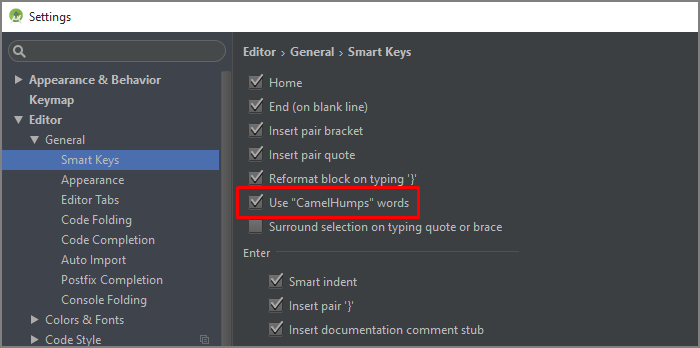 Settings
Appearance & Behavior
Keymap
Editor
General
Smart Keys
Appearance
Editor Tabs
Code Folding
Code Completion
Auto Import
Postfix Completion
Console Folding
Colors & Fonts
Code Style
Editor › General › Smart Keys
Home
End (on blank line)
Insert pair bracket
Insert pair quote
Reformat block on typing '}'
Use "CamelHumps" words
Surround selection on typing quote or brace
Enter
Smart indent
Insert pair '}'
Insert documentation comment stub